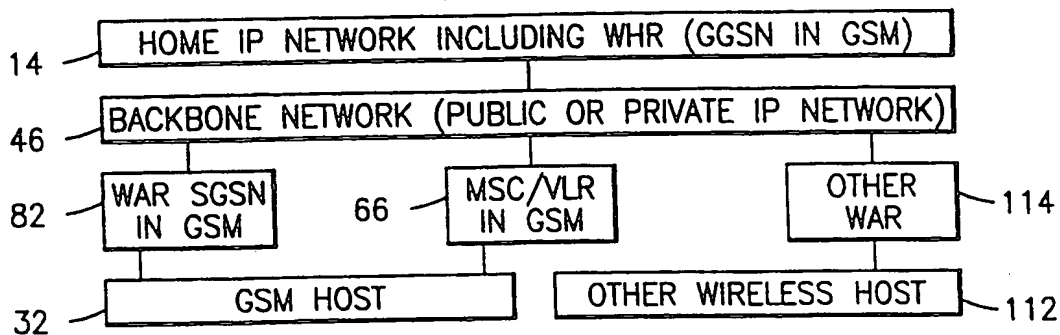 HOME IP NETWORK INCLUDING WHR (GGSN IN GSM)
14
BACKBONE NETWORK (PUBLIC OR PRIVATE IP NETWORK)
46
WAR SGSN
IN GSM
82
MSC/VLR
IN GSM
66
OTHER
WAR
114
GSM HOST
32
OTHER WIRELESS HOST
112